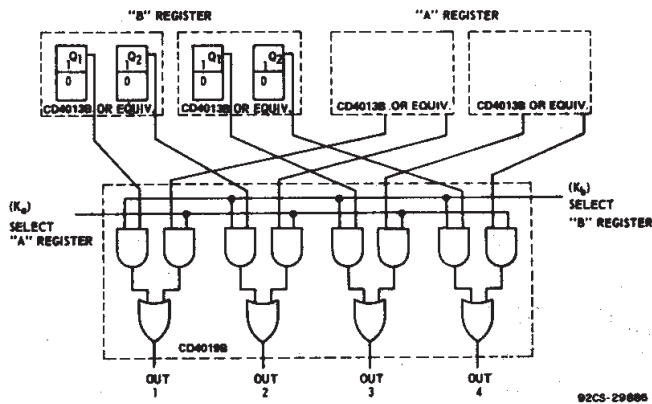 "B" REGISTER
"A" REGISTER
1 Q1
0
1 Q2
0
1 Q1
0
1 Q2
0
CD4013B OR EQUIV.
CD4013B OR EQUIV.
CD4013B OR EQUIV.
CD4013B OR EQUIV.
(Ka)
SELECT
"A" REGISTER
(Kb)
SELECT
"B" REGISTER
CD4019B
OUT
1
OUT
2
OUT
3
OUT
4
92CS-29886